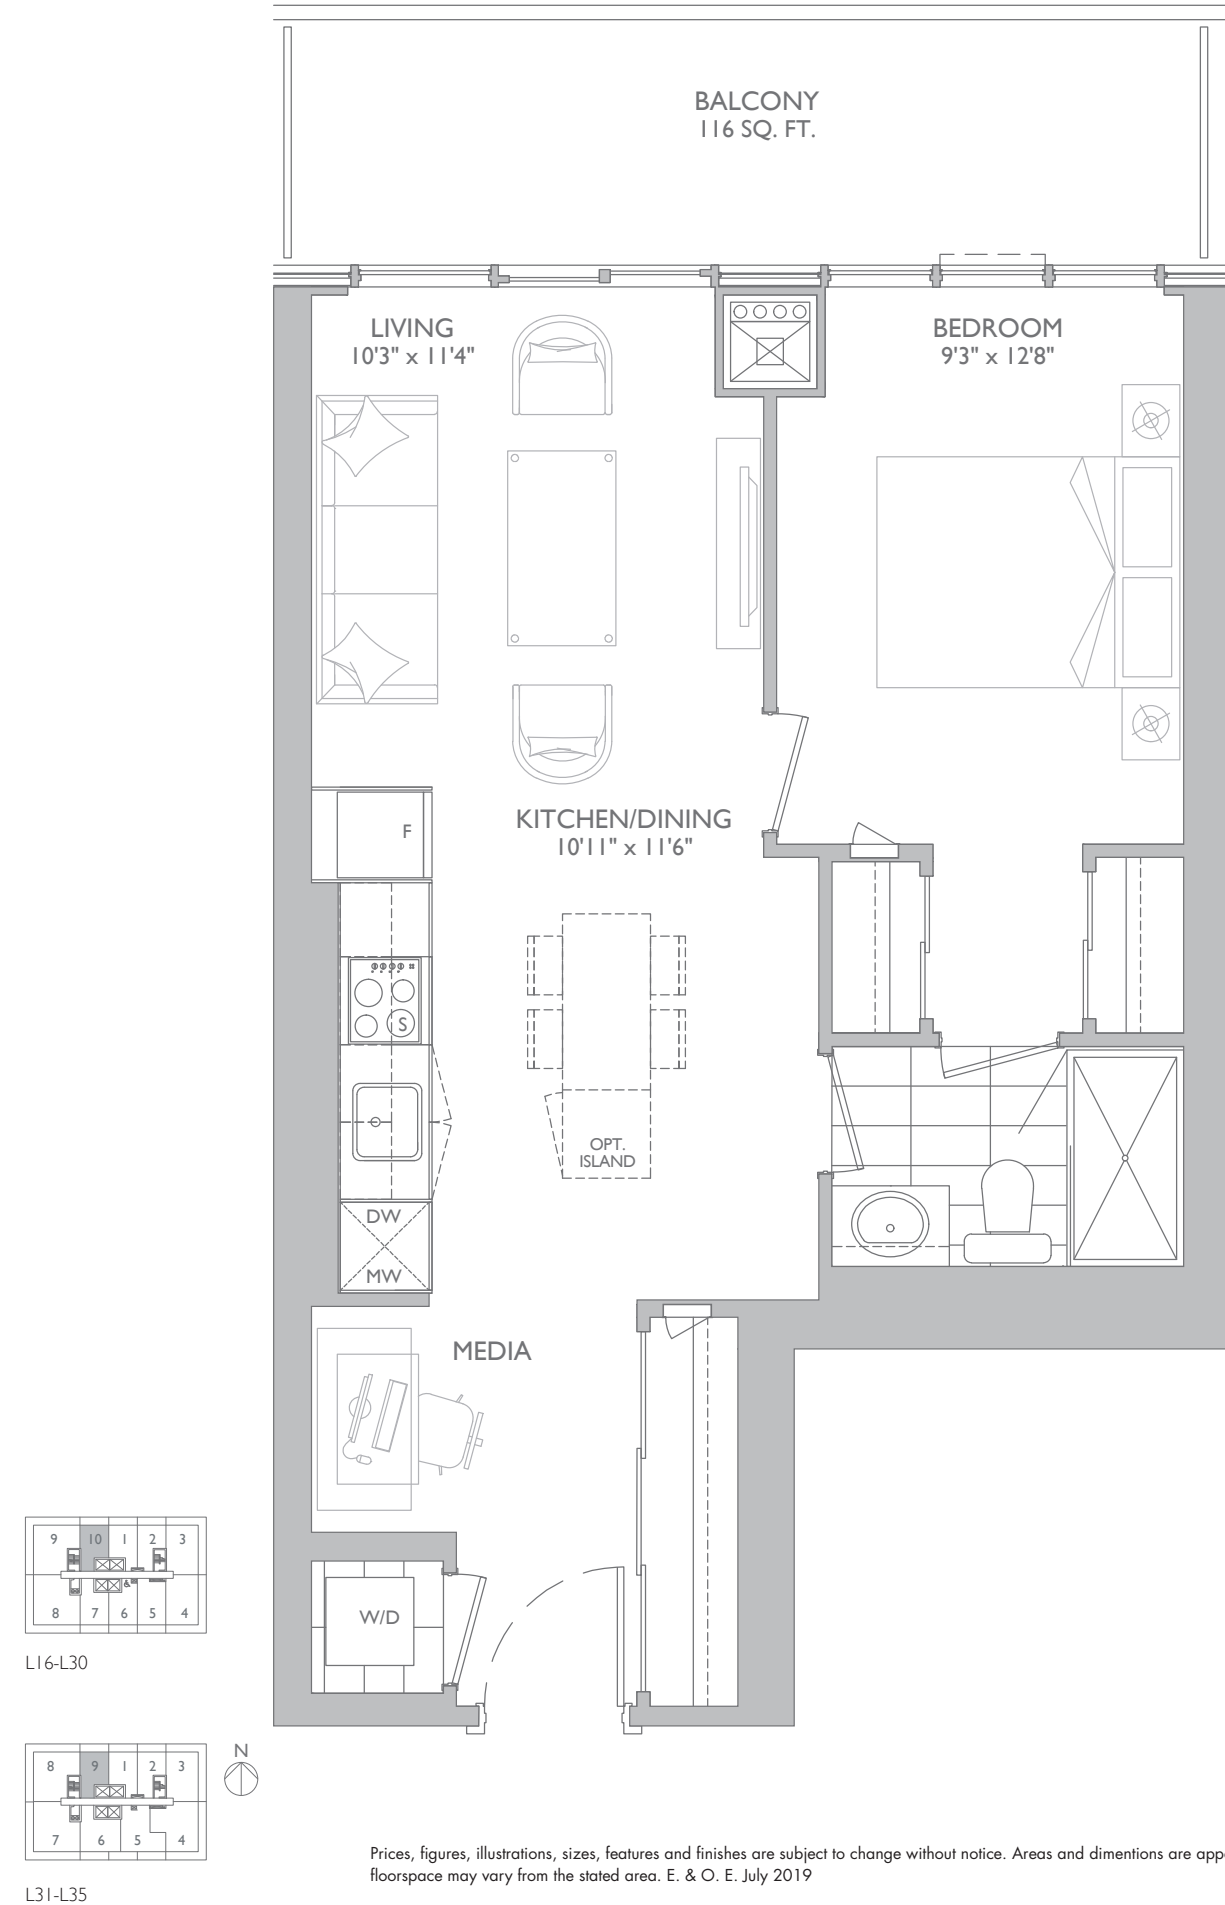 BALCONY
116 SQ. FT.
LIVING
10'3" x 11'4"
BEDROOM
9'3" x 12'8"
F
KITCHEN/DINING
10'11" x 11'6"
S
OPT.
ISLAND
DW
MW
MEDIA
W/D
9 10 1 2 3
8 7 6 5 4
L16-L30
8 9 1 2 3
7 6 5 4
L31-L35
N
Prices, figures, illustrations, sizes, features and finishes are subject to change without notice. Areas and dimentions are app
floorspace may vary from the stated area. E. & O. E. July 2019